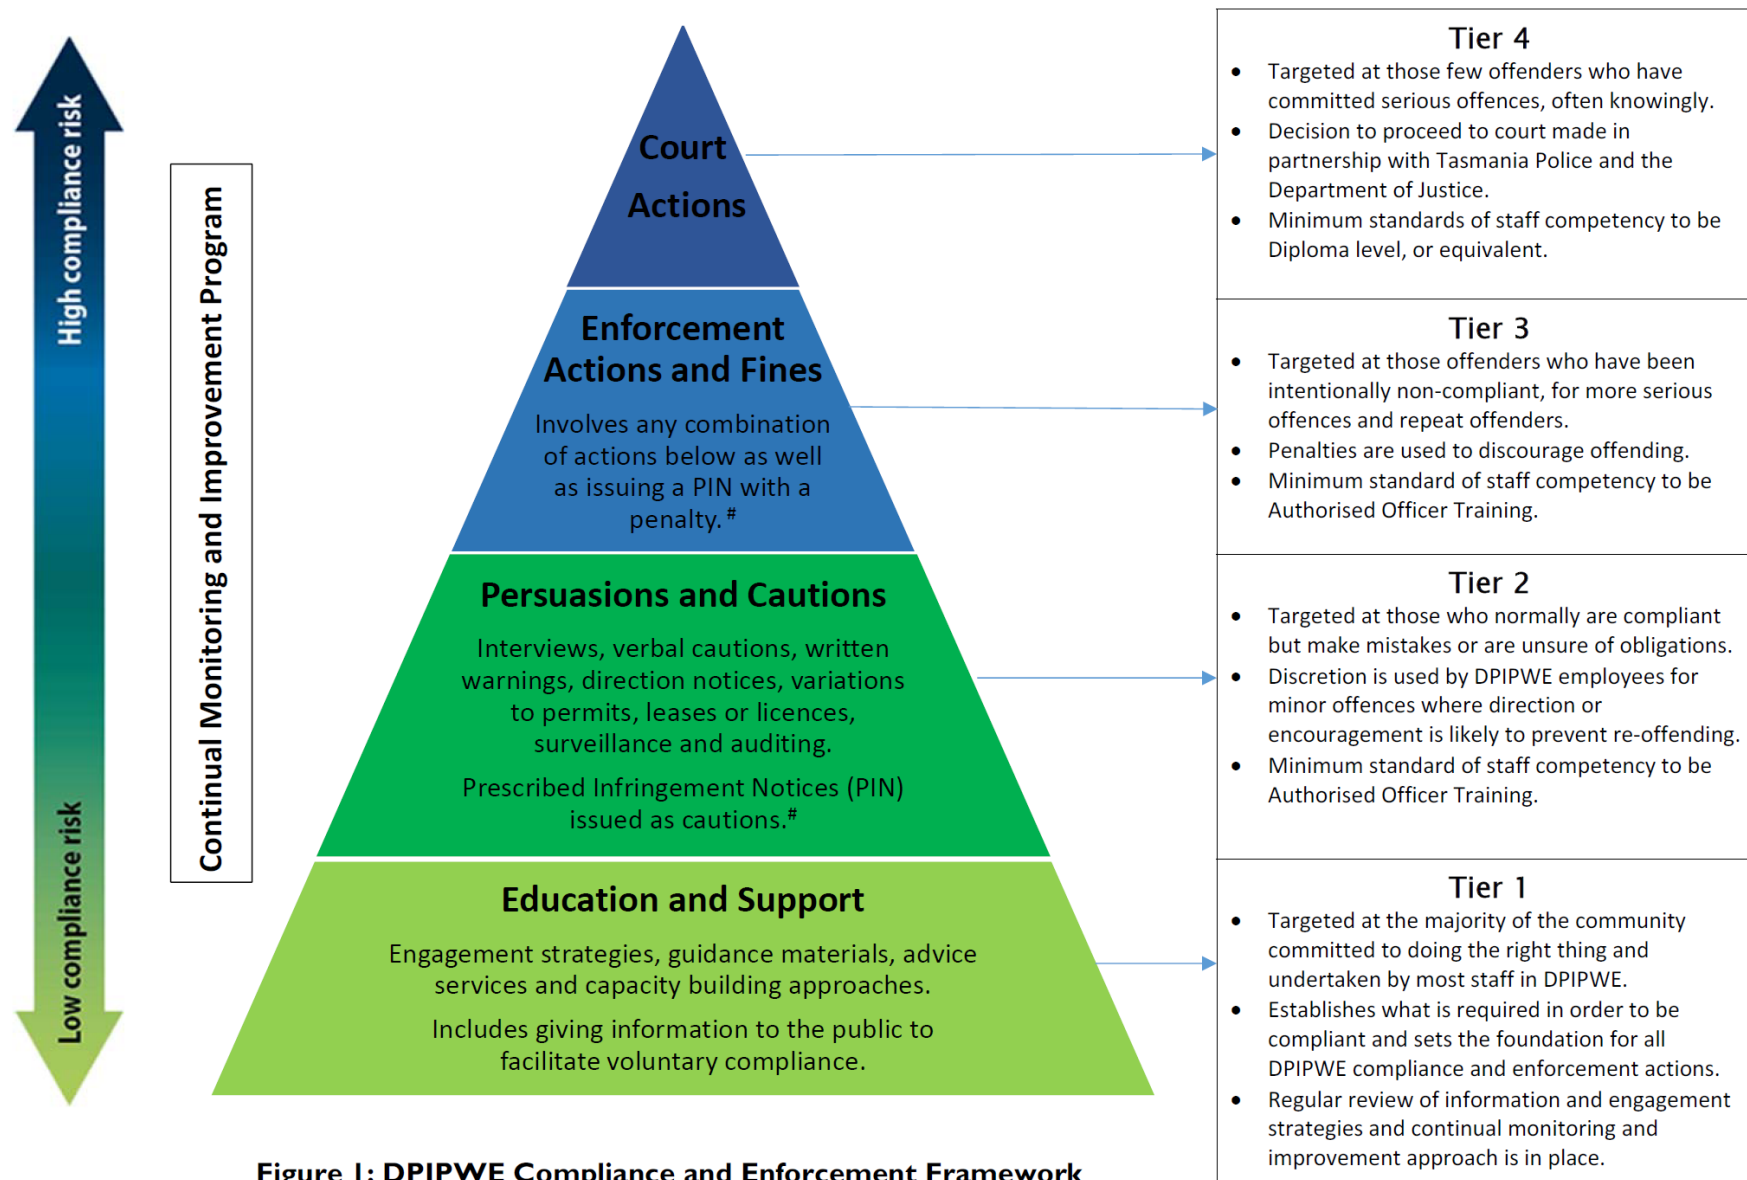 High compliance risk
Low compliance risk
Continual Monitoring and Improvement Program
Court
Actions
Enforcement
Actions and Fines
Involves any combination
of actions below as well
as issuing a PIN with a
penalty. #
Persuasions and Cautions
Interviews, verbal cautions, written
warnings, direction notices, variations
to permits, leases or licences,
surveillance and auditing.
Prescribed Infringement Notices (PIN)
issued as cautions.#
Education and Support
Engagement strategies, guidance materials, advice
services and capacity building approaches.
Includes giving information to the public to
facilitate voluntary compliance.
Tier 4
• Targeted at those few offenders who have
committed serious offences, often knowingly.
• Decision to proceed to court made in
partnership with Tasmania Police and the
Department of Justice.
• Minimum standards of staff competency to be
Diploma level, or equivalent.
Tier 3
• Targeted at those offenders who have been
intentionally non-compliant, for more serious
offences and repeat offenders.
• Penalties are used to discourage offending.
• Minimum standard of staff competency to be
Authorised Officer Training.
Tier 2
• Targeted at those who normally are compliant
but make mistakes or are unsure of obligations.
• Discretion is used by DPIPWE employees for
minor offences where direction or
encouragement is likely to prevent re-offending.
• Minimum standard of staff competency to be
Authorised Officer Training.
Tier 1
• Targeted at the majority of the community
committed to doing the right thing and
undertaken by most staff in DPIPWE.
• Establishes what is required in order to be
compliant and sets the foundation for all
DPIPWE compliance and enforcement actions.
• Regular review of information and engagement
strategies and continual monitoring and
improvement approach is in place.
Figure 1: DPIPWE Compliance and Enforcement Framework